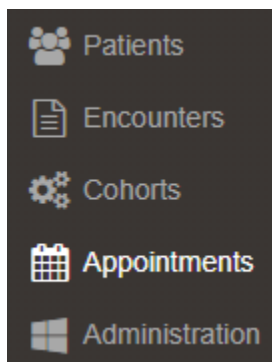 Patients
Encounters
Cohorts
Appointments
Administration